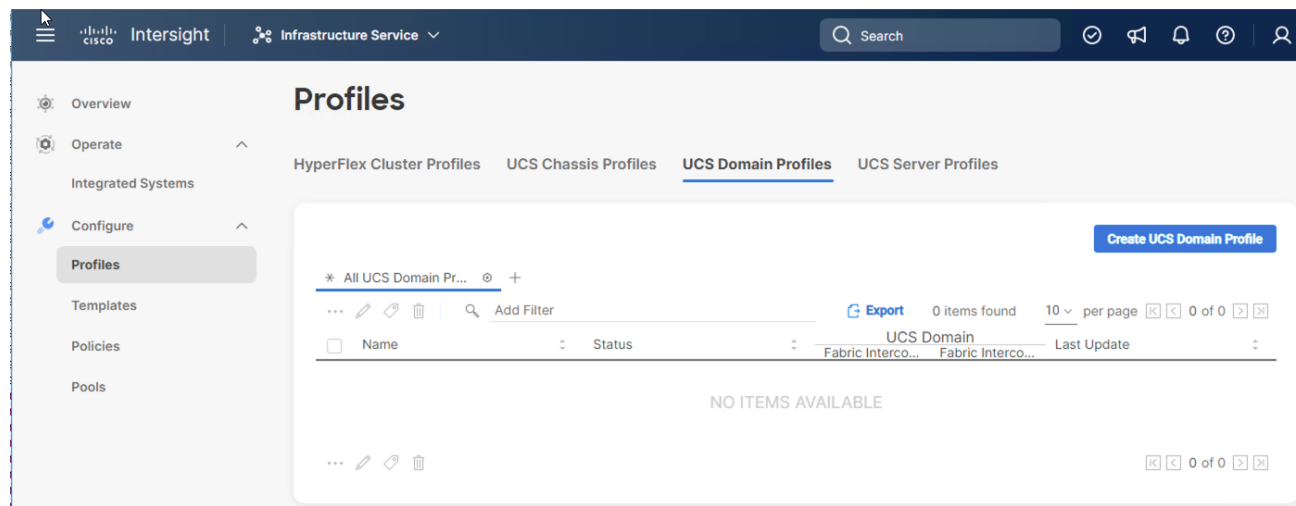 cisco Intersight Infrastructure Service Search
Overview
Operate
Integrated Systems
Configure
Profiles
Templates
Policies
Pools
Profiles
HyperFlex Cluster Profiles UCS Chassis Profiles UCS Domain Profiles UCS Server Profiles
Create UCS Domain Profile
All UCS Domain Pr... +
... Add Filter Export 0 items found 10 per page 0 of 0
Name Status UCS Domain Last Update
Fabric Interco... Fabric Interco...
NO ITEMS AVAILABLE
... 0 of 0